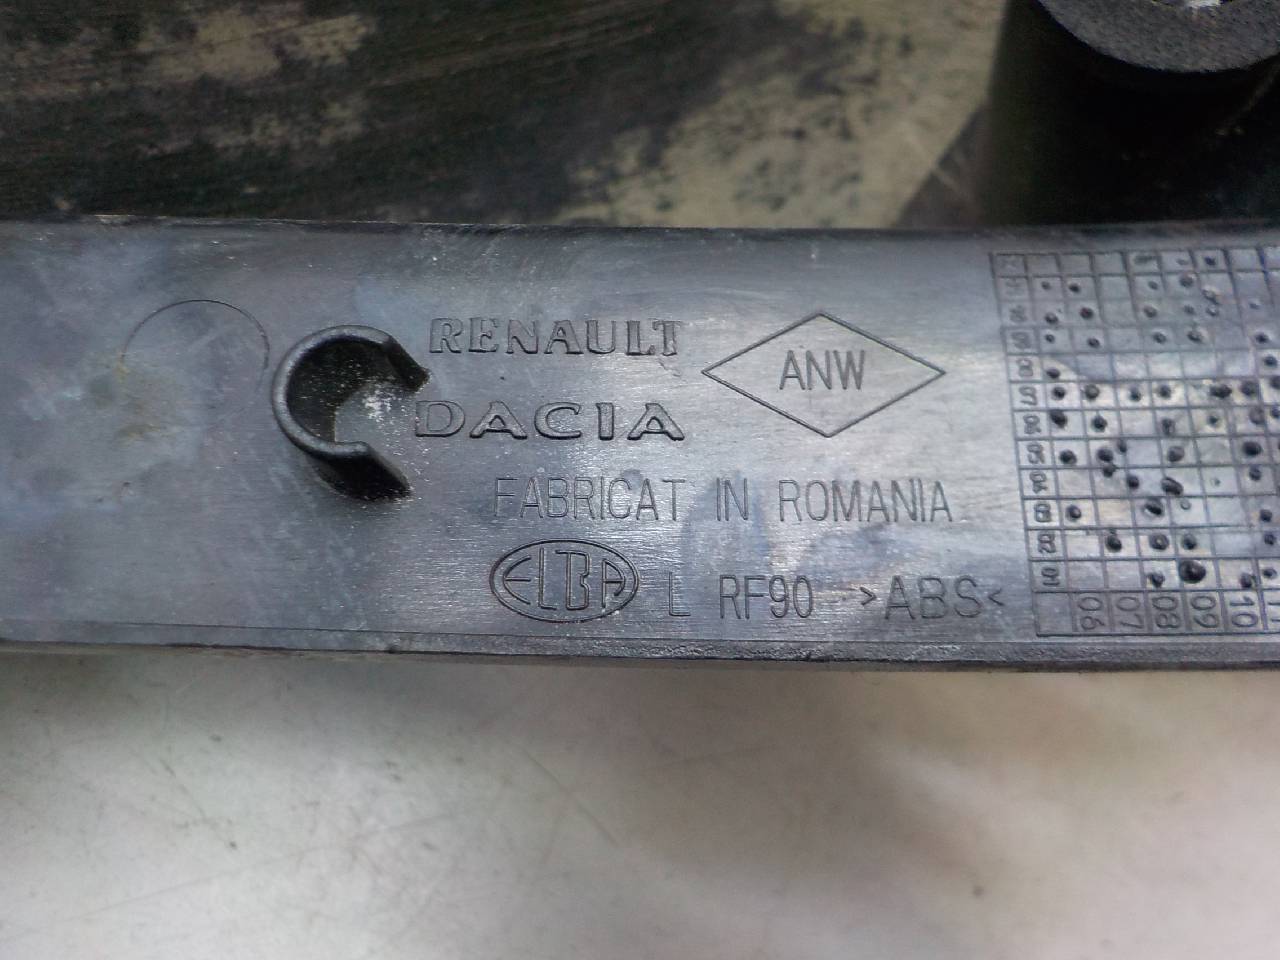 RENAULT
DACIA
ANW
FABRICAT IN ROMANIA
ELBA L RF90 >ABS<
06 07 08 09 10